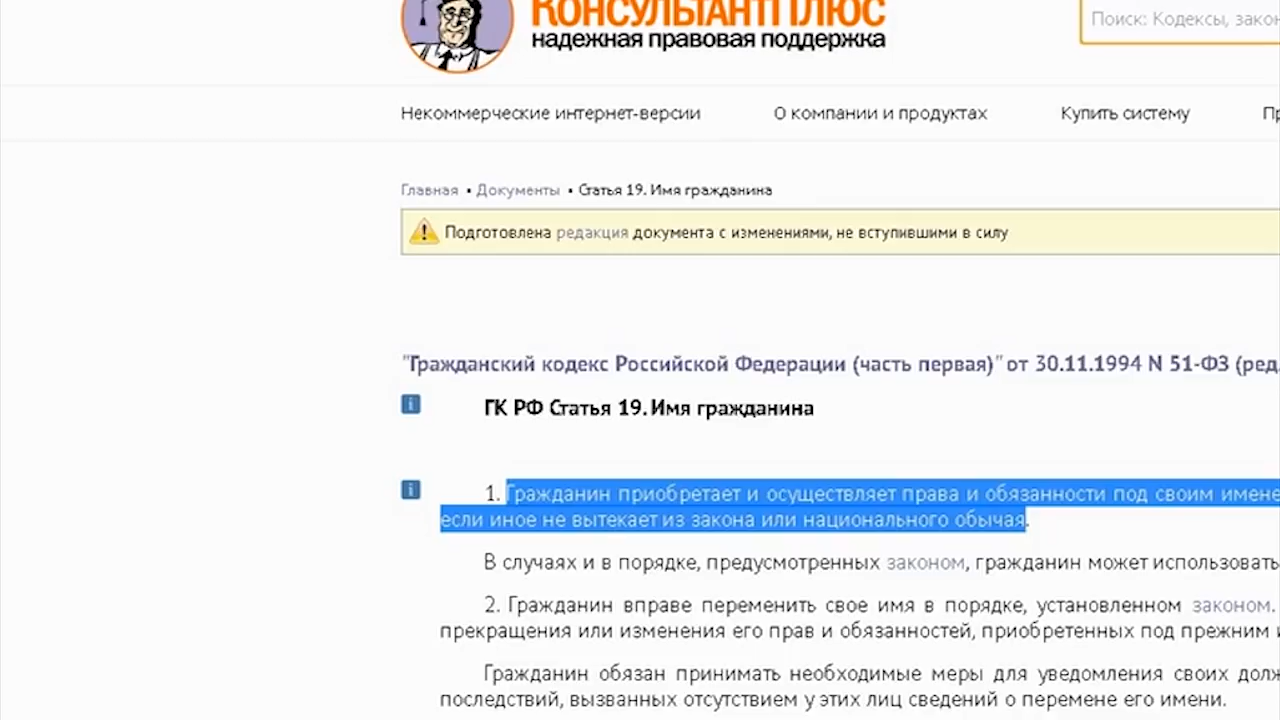 КонсультантПлюс
надежная правовая поддержка
Поиск: Кодексы, закон
Некоммерческие интернет-версии О компании и продуктах Купить систему Пр
Главная • Документы • Статья 19. Имя гражданина
Подготовлена редакция документа с изменениями, не вступившими в силу
"Гражданский кодекс Российской Федерации (часть первая)" от 30.11.1994 N 51-ФЗ (ред.
ГК РФ Статья 19. Имя гражданина
1. Гражданин приобретает и осуществляет права и обязанности под своим имене
если иное не вытекает из закона или национального обычая.
В случаях и в порядке, предусмотренных законом, гражданин может использовать
2. Гражданин вправе переменить свое имя в порядке, установленном законом.
прекращения или изменения его прав и обязанностей, приобретенных под прежним и
Гражданин обязан принимать необходимые меры для уведомления своих долж
последствий, вызванных отсутствием у этих лиц сведений о перемене его имени.